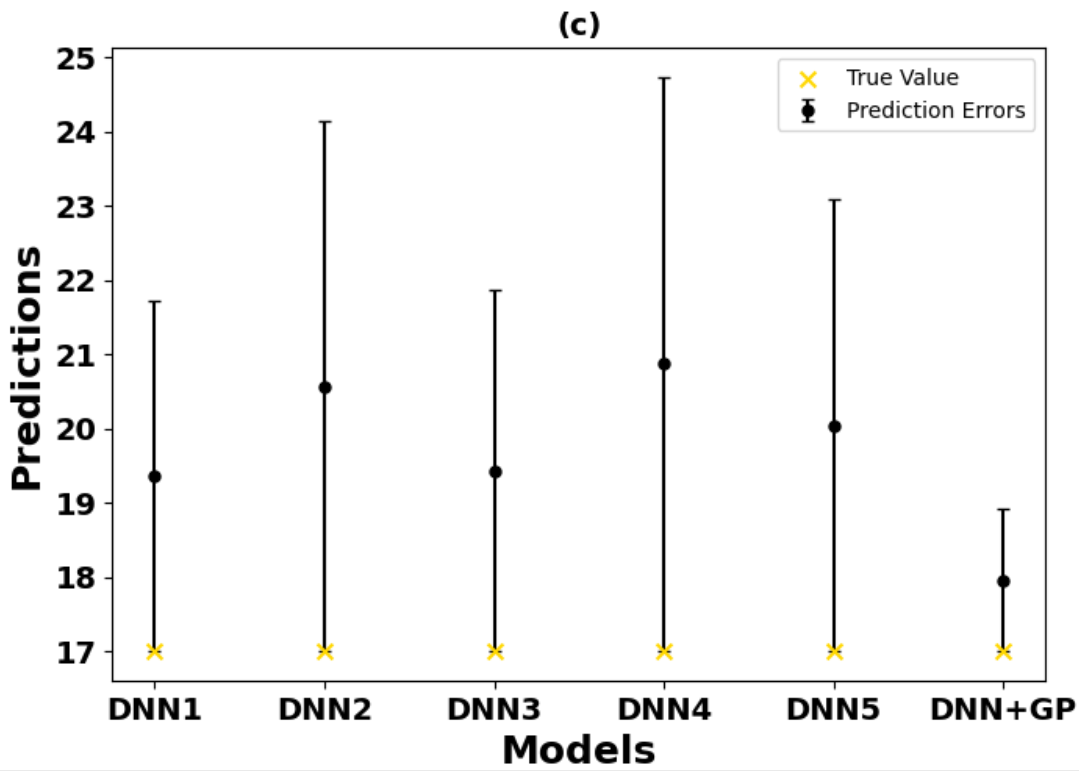 (c)
True Value
Prediction Errors
Predictions
25
24
23
22
21
20
19
18
17
DNN1 DNN2 DNN3 DNN4 DNN5 DNN+GP
Models